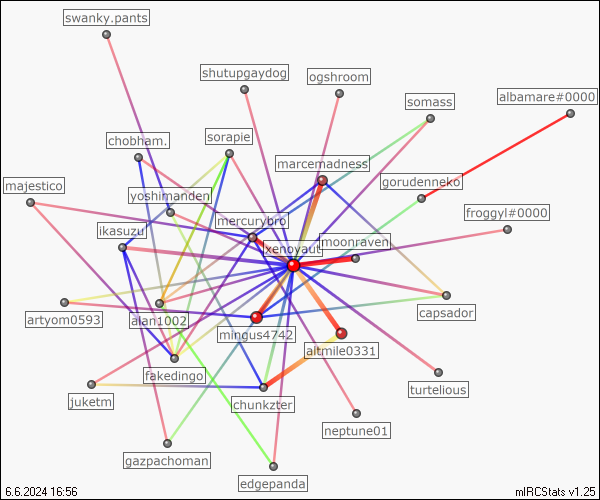 swanky.pants
shutupgaydog
ogshroom
somass
albamare#0000
chobham.
sorapie
marcemadness
majestico
yoshimanden
gorudenneko
froggyl#0000
mercurybro
ikasuzu
xenoyaut
moonraven
artyom0593
alan1002
mingus4742
capsador
altmile0331
fakedingo
turtelious
juketm
chunkzter
neptune01
gazpachoman
edgepanda
6.6.2024 16:56
mIRCStats v1.25